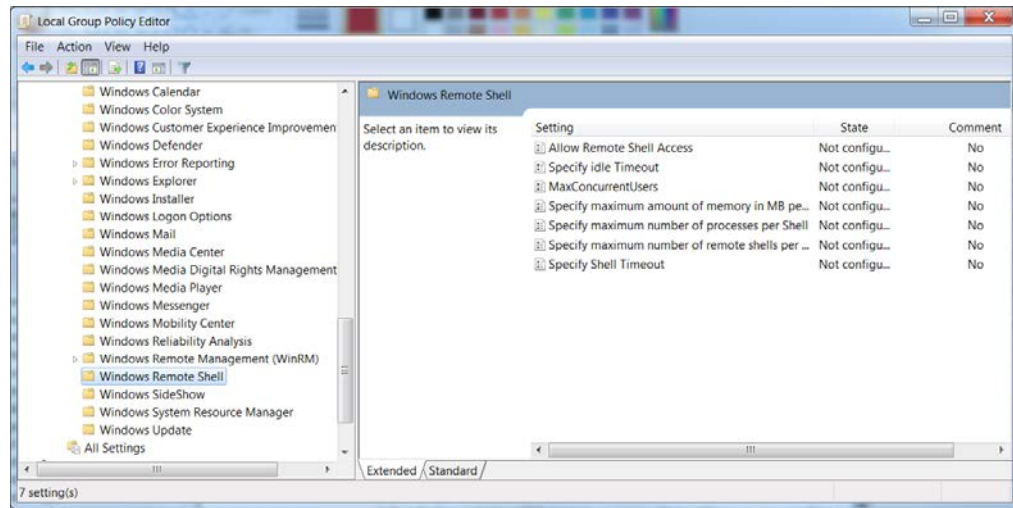 Local Group Policy Editor
File Action View Help
Windows Calendar
Windows Color System
Windows Customer Experience Improvemen
Windows Defender
Windows Error Reporting
Windows Explorer
Windows Installer
Windows Logon Options
Windows Mail
Windows Media Center
Windows Media Digital Rights Management
Windows Media Player
Windows Messenger
Windows Mobility Center
Windows Reliability Analysis
Windows Remote Management (WinRM)
Windows Remote Shell
Windows SideShow
Windows System Resource Manager
Windows Update
All Settings
Windows Remote Shell
Select an item to view its
description.
Setting State Comment
Allow Remote Shell Access Not configu... No
Specify idle Timeout Not configu... No
MaxConcurrentUsers Not configu... No
Specify maximum amount of memory in MB pe... Not configu... No
Specify maximum number of processes per Shell Not configu... No
Specify maximum number of remote shells per ... Not configu... No
Specify Shell Timeout Not configu... No
Extended Standard
7 setting(s)